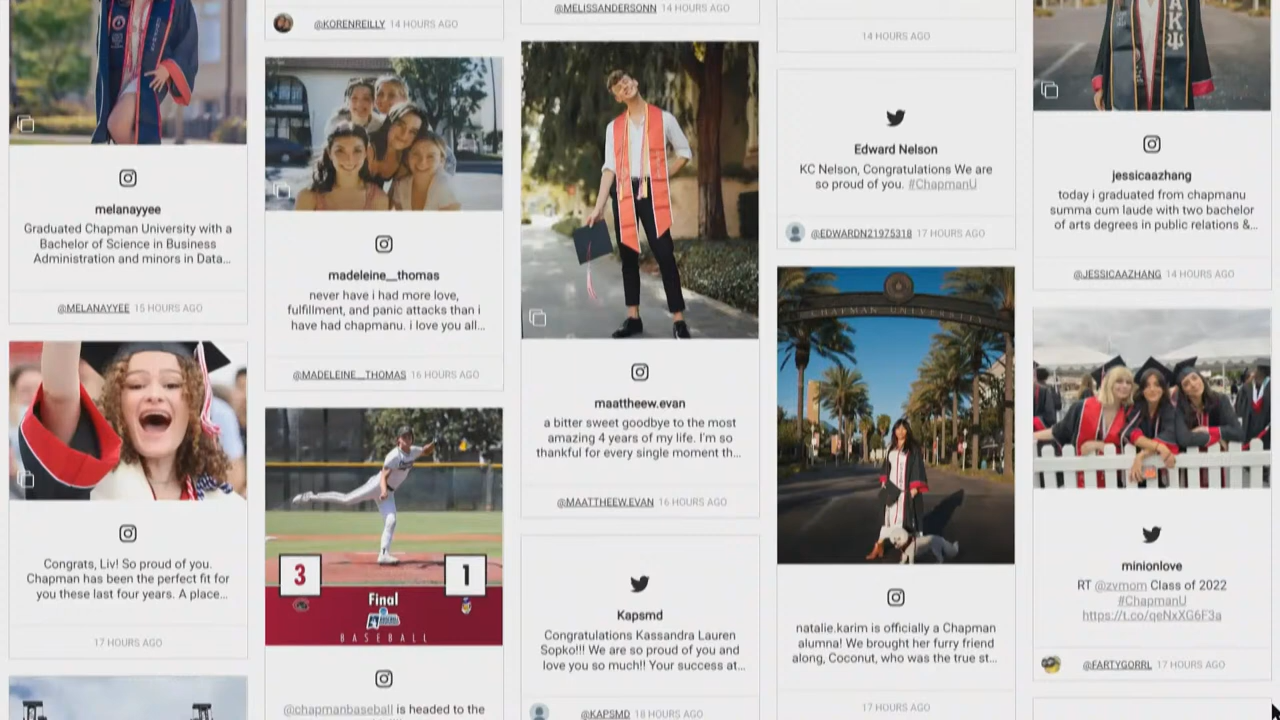 melanayyee
Graduated Chapman University with a
Bachelor of Science in Business
Administration and minors in Data...
@MELANAYYEE 15 HOURS AGO
Congrats, Liv! So proud of you.
Chapman has been the perfect fit for
you these last four years. A place...
17 HOURS AGO
@KORENREILLY 14 HOURS AGO
madeleine__thomas
never have i had more love,
fulfillment, and panic attacks than i
have had chapmanu. i love you all...
@MADELEINE__THOMAS 16 HOURS AGO
3
1
Final
BASEBALL
@chapmanbaseball is headed to the
@MELISSANDERSONN 14 HOURS AGO
maattheew.evan
a bitter sweet goodbye to the most
amazing 4 years of my life. I'm so
thankful for every single moment th...
@MAATTHEEW.EVAN 16 HOURS AGO
Kapsmd
Congratulations Kassandra Lauren
Sopko!!! We are so proud of you and
love you so much!! Your success at...
@KAPSMD 18 HOURS AGO
14 HOURS AGO
Edward Nelson
KC Nelson, Congratulations We are
so proud of you. #ChapmanU
@EDWARDN21975318 17 HOURS AGO
CHAPMAN UNIVERSITY
natalie.karim is officially a Chapman
alumna! We brought her furry friend
along, Coconut, who was the true st...
17 HOURS AGO
ΑΚΨ
jessicaazhang
today i graduated from chapmanu
summa cum laude with two bachelor
of arts degrees in public relations &...
@JESSICAAZHANG 14 HOURS AGO
minionlove
RT @zvmom Class of 2022
#ChapmanU
https://t.co/qeNxXG6F3a
@FARTYGORRL 17 HOURS AGO